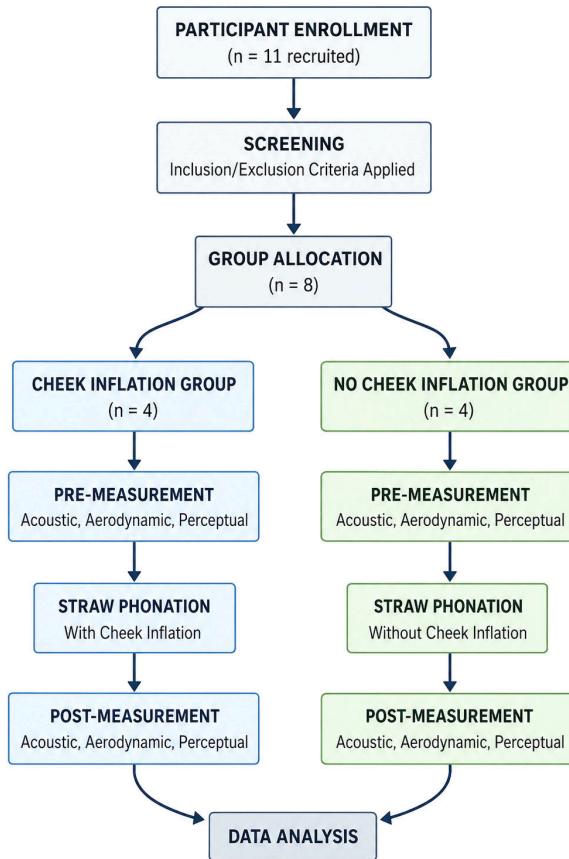 PARTICIPANT ENROLLMENT
(n = 11 recruited)
SCREENING
Inclusion/Exclusion Criteria Applied
GROUP ALLOCATION
(n = 8)
CHEEK INFLATION GROUP
(n = 4)
PRE-MEASUREMENT
Acoustic, Aerodynamic, Perceptual
STRAW PHONATION
With Cheek Inflation
POST-MEASUREMENT
Acoustic, Aerodynamic, Perceptual
NO CHEEK INFLATION GROUP
(n = 4)
PRE-MEASUREMENT
Acoustic, Aerodynamic, Perceptual
STRAW PHONATION
Without Cheek Inflation
POST-MEASUREMENT
Acoustic, Aerodynamic, Perceptual
DATA ANALYSIS